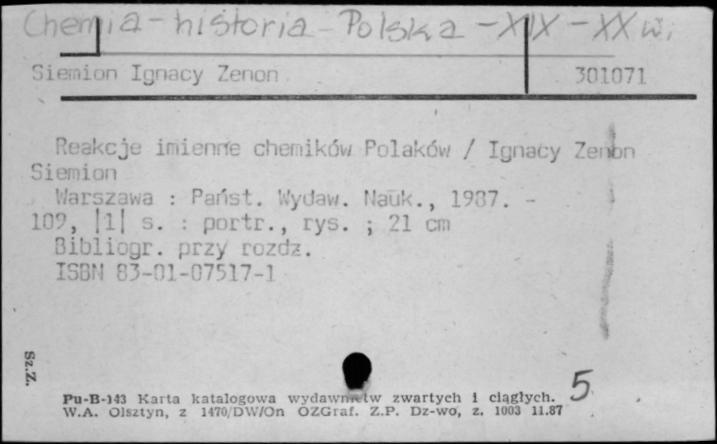 Chemia - historia - Polska - XIX - XX w.
Siemion Ignacy Zenon 301071
Reakcje imienne chemików Polaków / Ignacy Zenon
Siemion
Warszawa : Państ. Wydaw. Nauk., 1987. -
109, |1| s. : portr., rys. ; 21 cm
Bibliogr. przy rozdz.
ISBN 83-01-07517-1
Sz.Z.
5
Pu-B-143 Karta katalogowa wydawnictw zwartych i ciągłych.
W.A. Olsztyn, z 1470/DW/On OZGraf. Z.P. Dz-wo, z. 1003 11.87